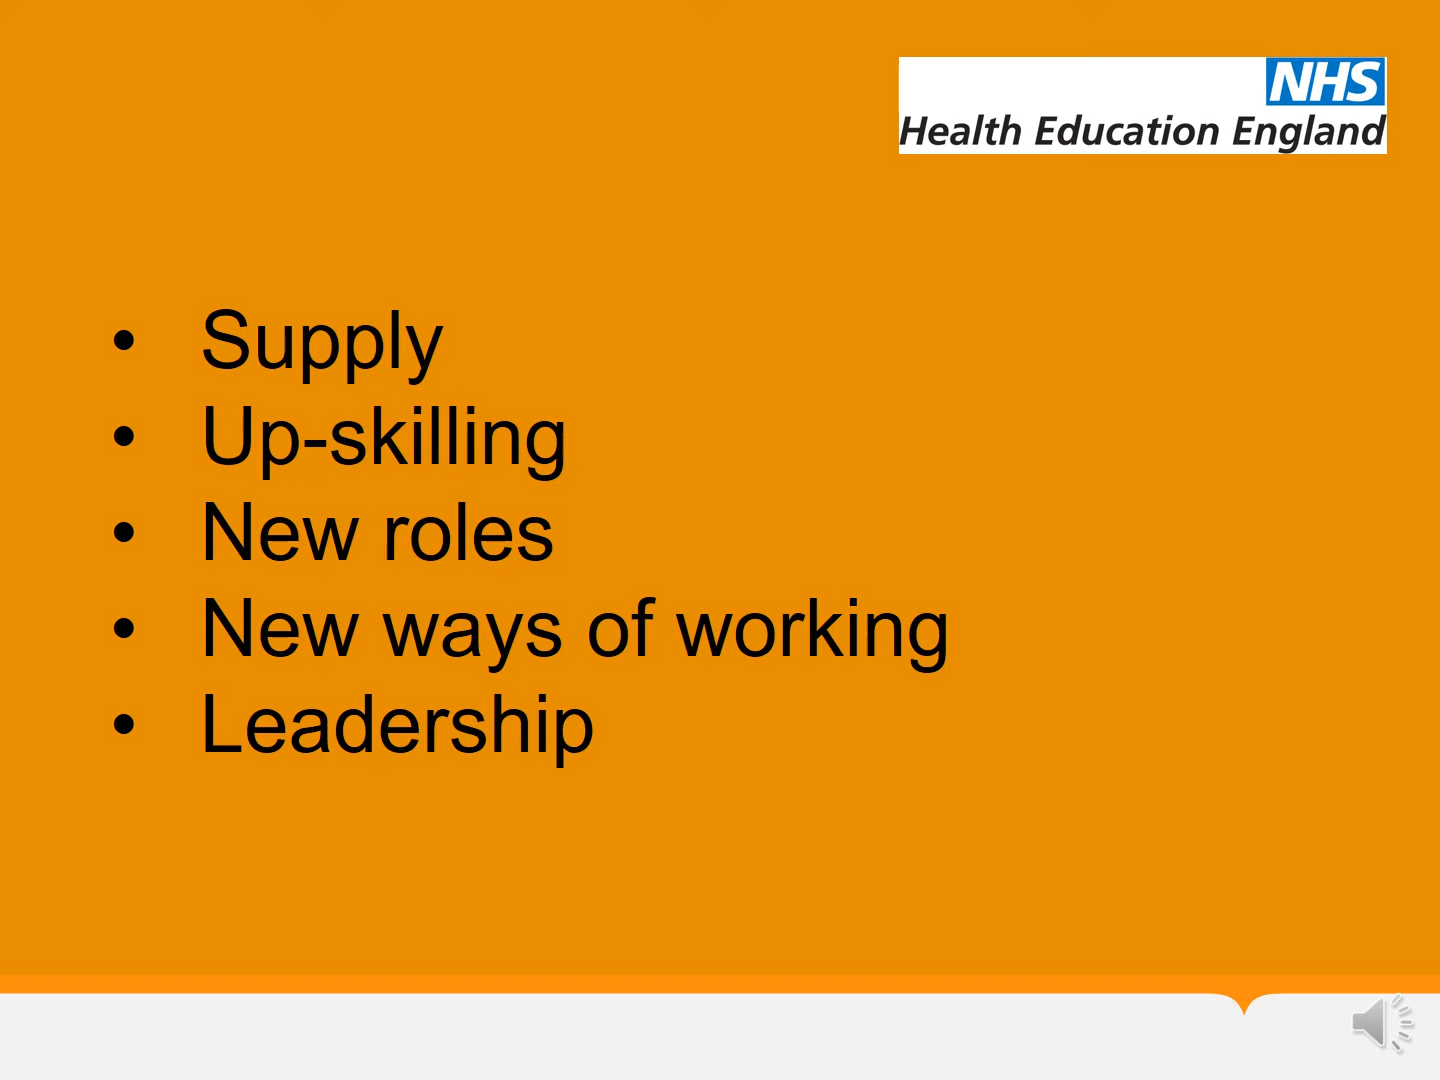 NHS
Health Education England
• Supply
• Up-skilling
• New roles
• New ways of working
• Leadership